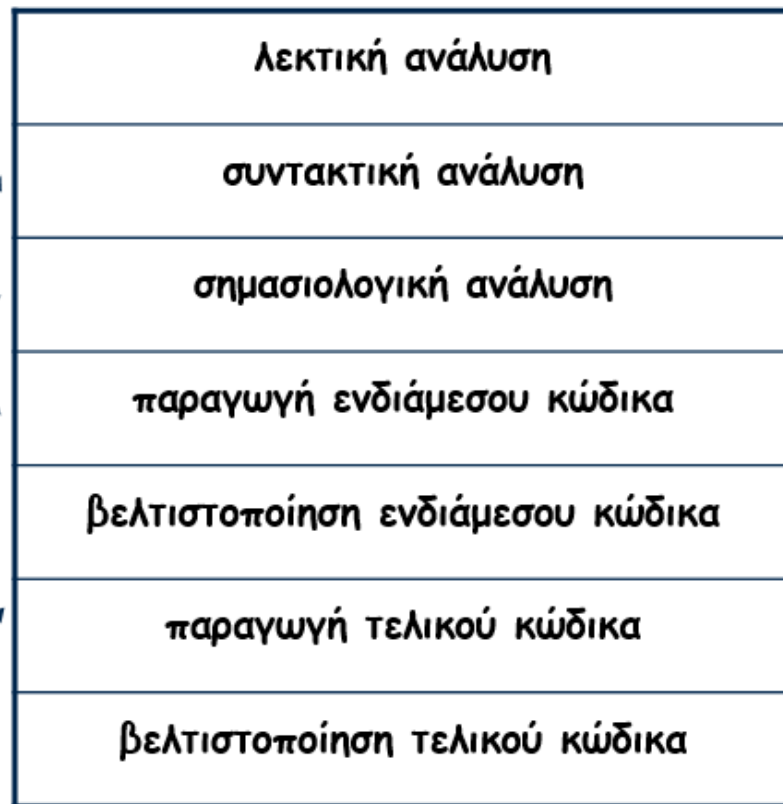 λεκτική ανάλυση
συντακτική ανάλυση
σημασιολογική ανάλυση
παραγωγή ενδιάμεσου κώδικα
βελτιστοποίηση ενδιάμεσου κώδικα
παραγωγή τελικού κώδικα
βελτιστοποίηση τελικού κώδικα